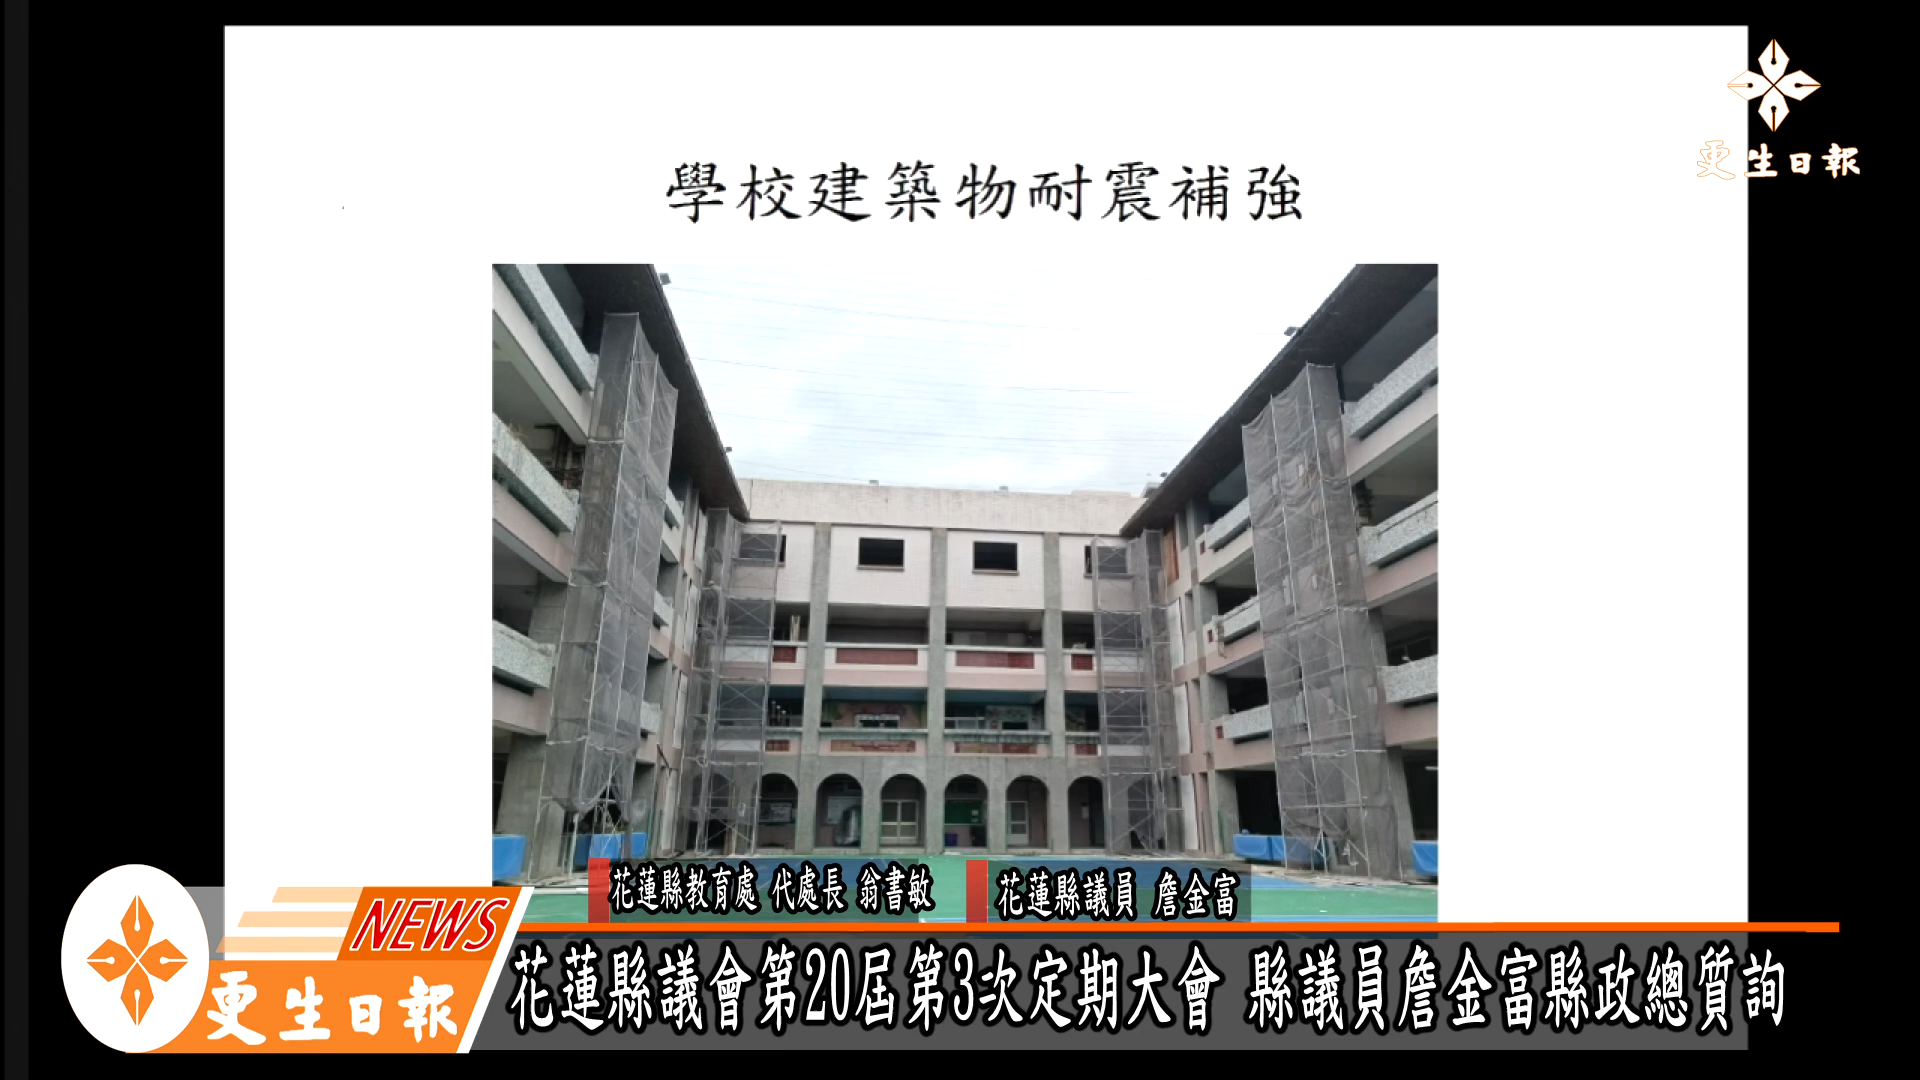 更生日報
學校建築物耐震補強
花蓮縣教育處 代處長 翁書敏
花蓮縣議員 詹金富
NEWS
更生日報
花蓮縣議會第20屆第3次定期大會 縣議員詹金富縣政總質詢